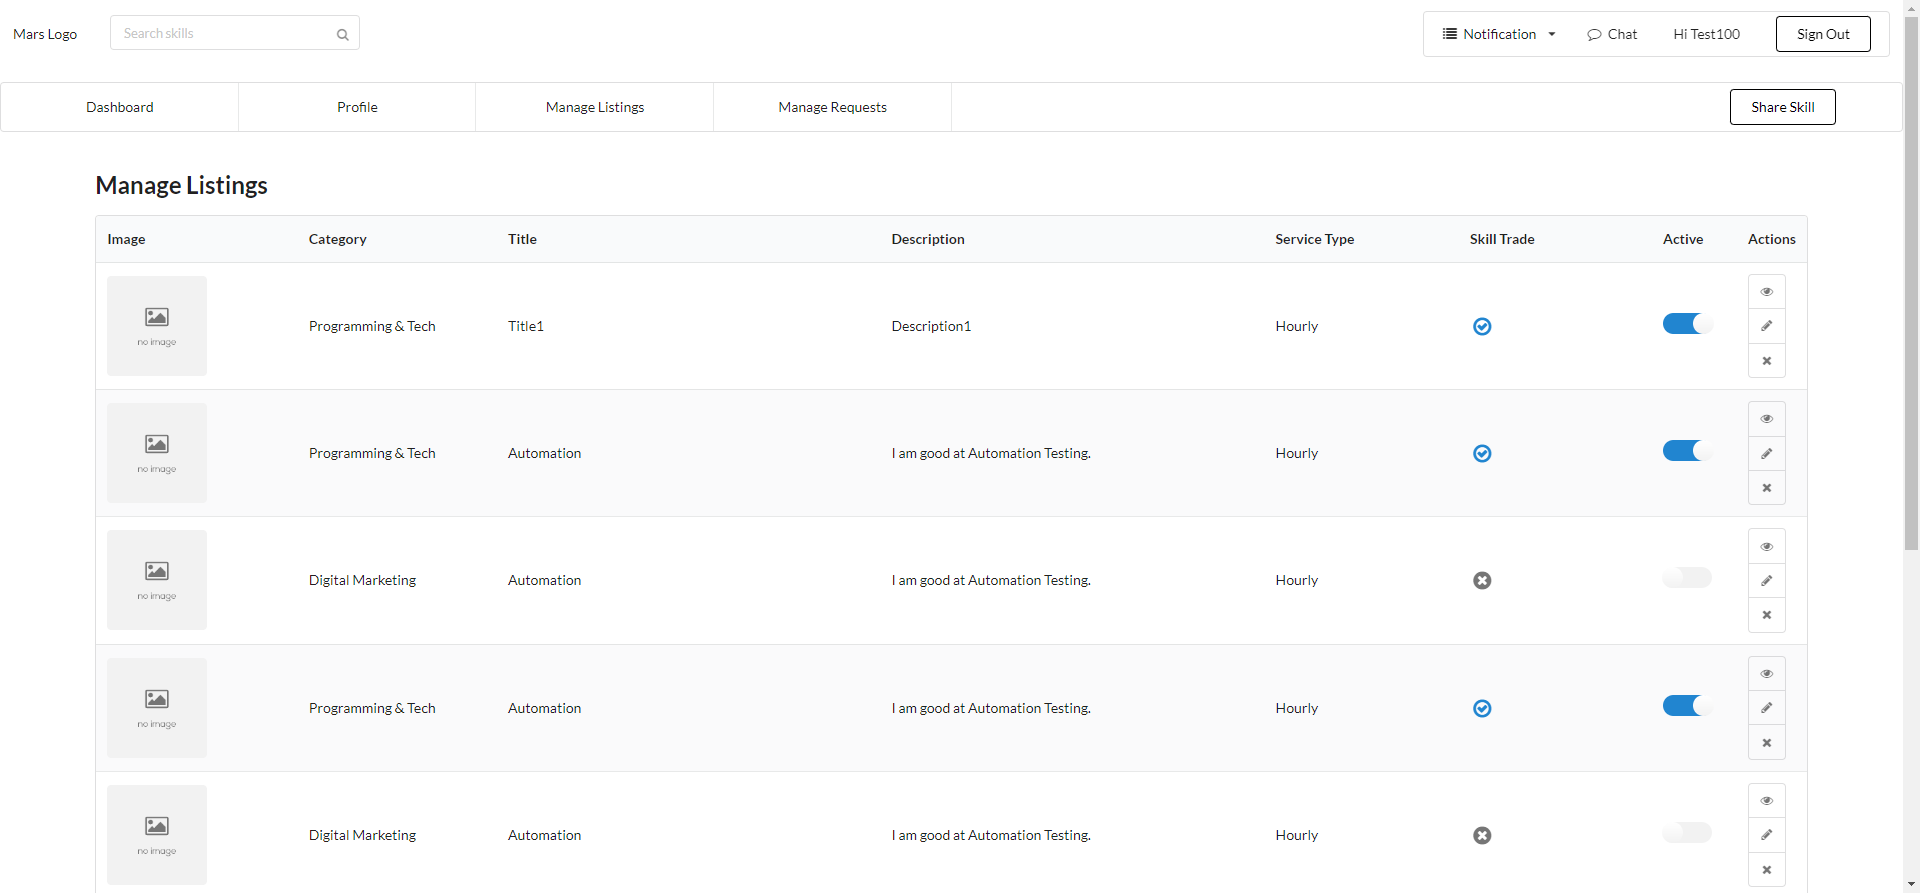 Mars Logo
Search skills
Notification
Chat
Hi Test100
Sign Out
Dashboard
Profile
Manage Listings
Manage Requests
Share Skill
Manage Listings
Image Category Title Description Service Type Skill Trade Active Actions
no image
Programming & Tech Title1 Description1 Hourly
no image
Programming & Tech Automation I am good at Automation Testing. Hourly
no image
Digital Marketing Automation I am good at Automation Testing. Hourly
no image
Programming & Tech Automation I am good at Automation Testing. Hourly
no image
Digital Marketing Automation I am good at Automation Testing. Hourly